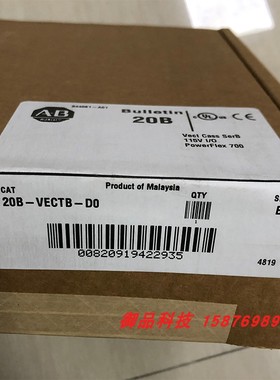 AB
Bulletin
20B
Vect Cass SerB
115V I/O
PowerFlex 700
CAT
Product of Malaysia
QTY
20B-VECTB-D0
00820919422935
4819
15876989